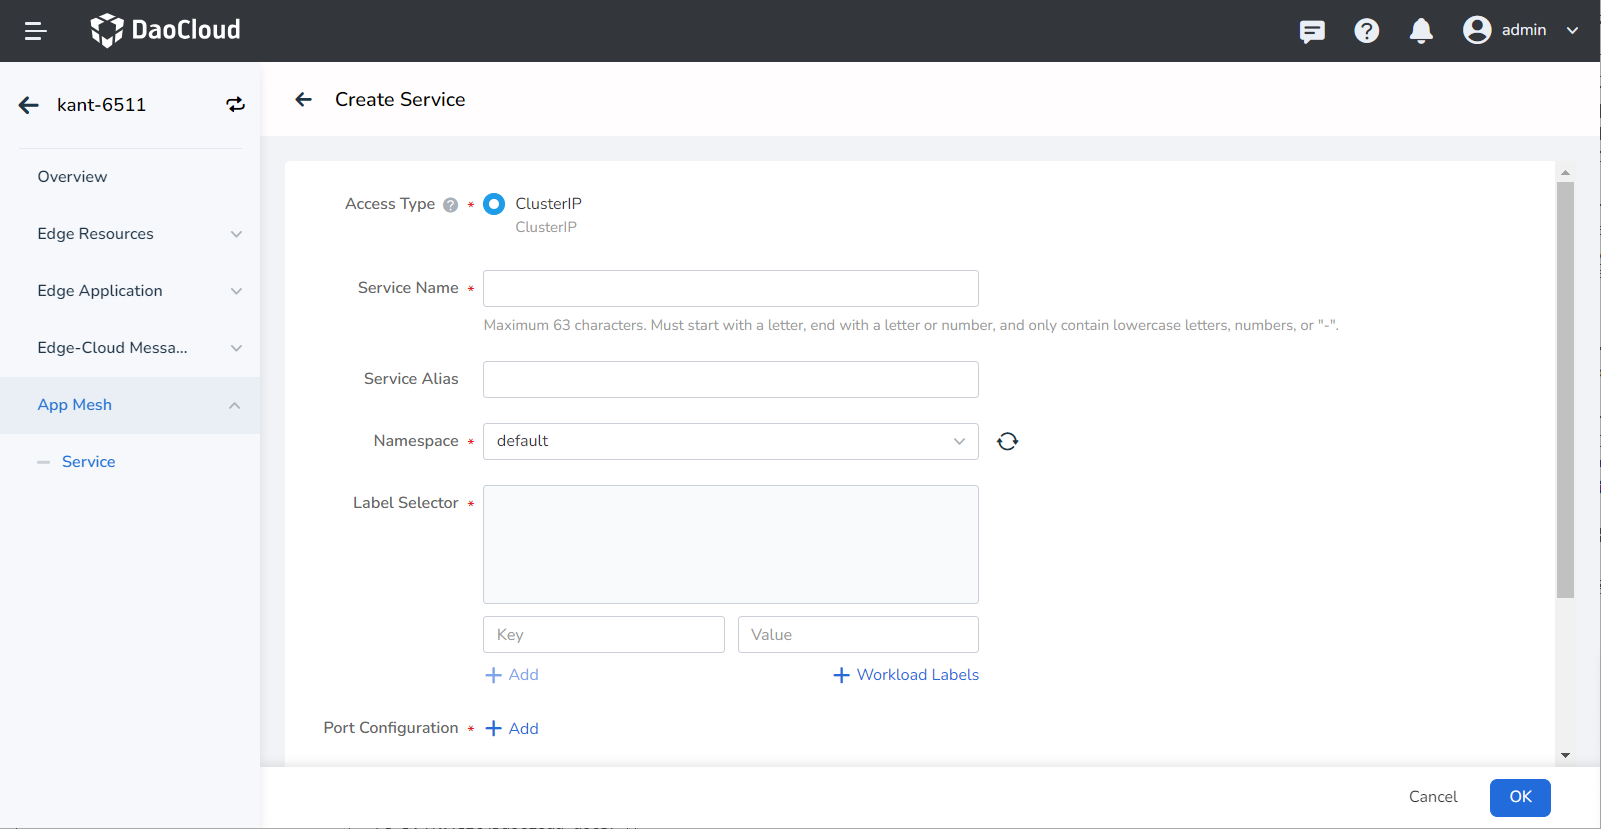 DaoCloud
admin
kant-6511
Create Service
Overview
Edge Resources
Edge Application
Edge-Cloud Messa...
App Mesh
Service
Access Type ? * ClusterIP
ClusterIP
Service Name *
Maximum 63 characters. Must start with a letter, end with a letter or number, and only contain lowercase letters, numbers, or "-".
Service Alias
Namespace * default
Label Selector *
Key Value
+ Add + Workload Labels
Port Configuration * + Add
Cancel OK